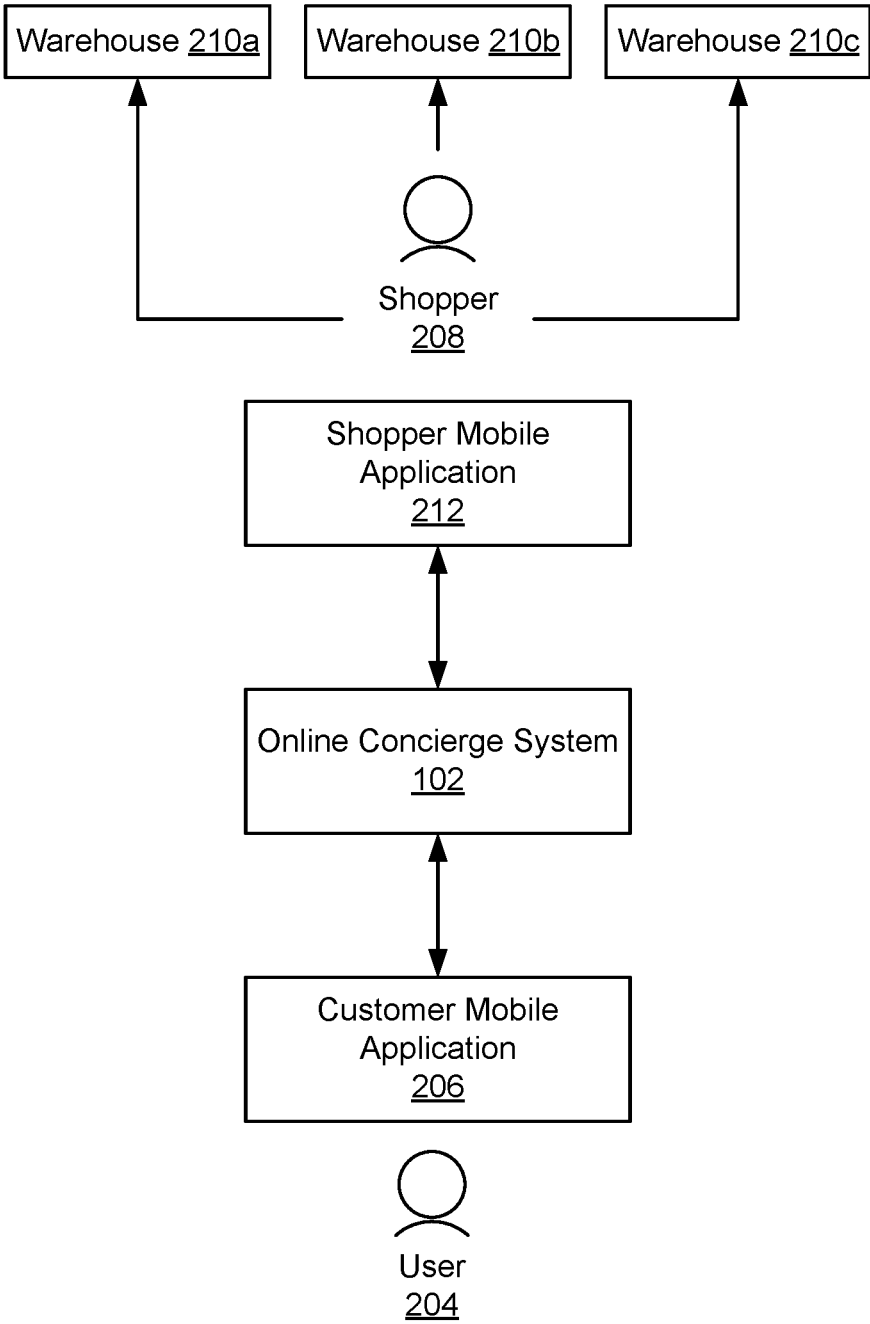 Warehouse 210a
Warehouse 210b
Warehouse 210c
Shopper
208
Shopper Mobile
Application
212
Online Concierge System
102
Customer Mobile
Application
206
User
204